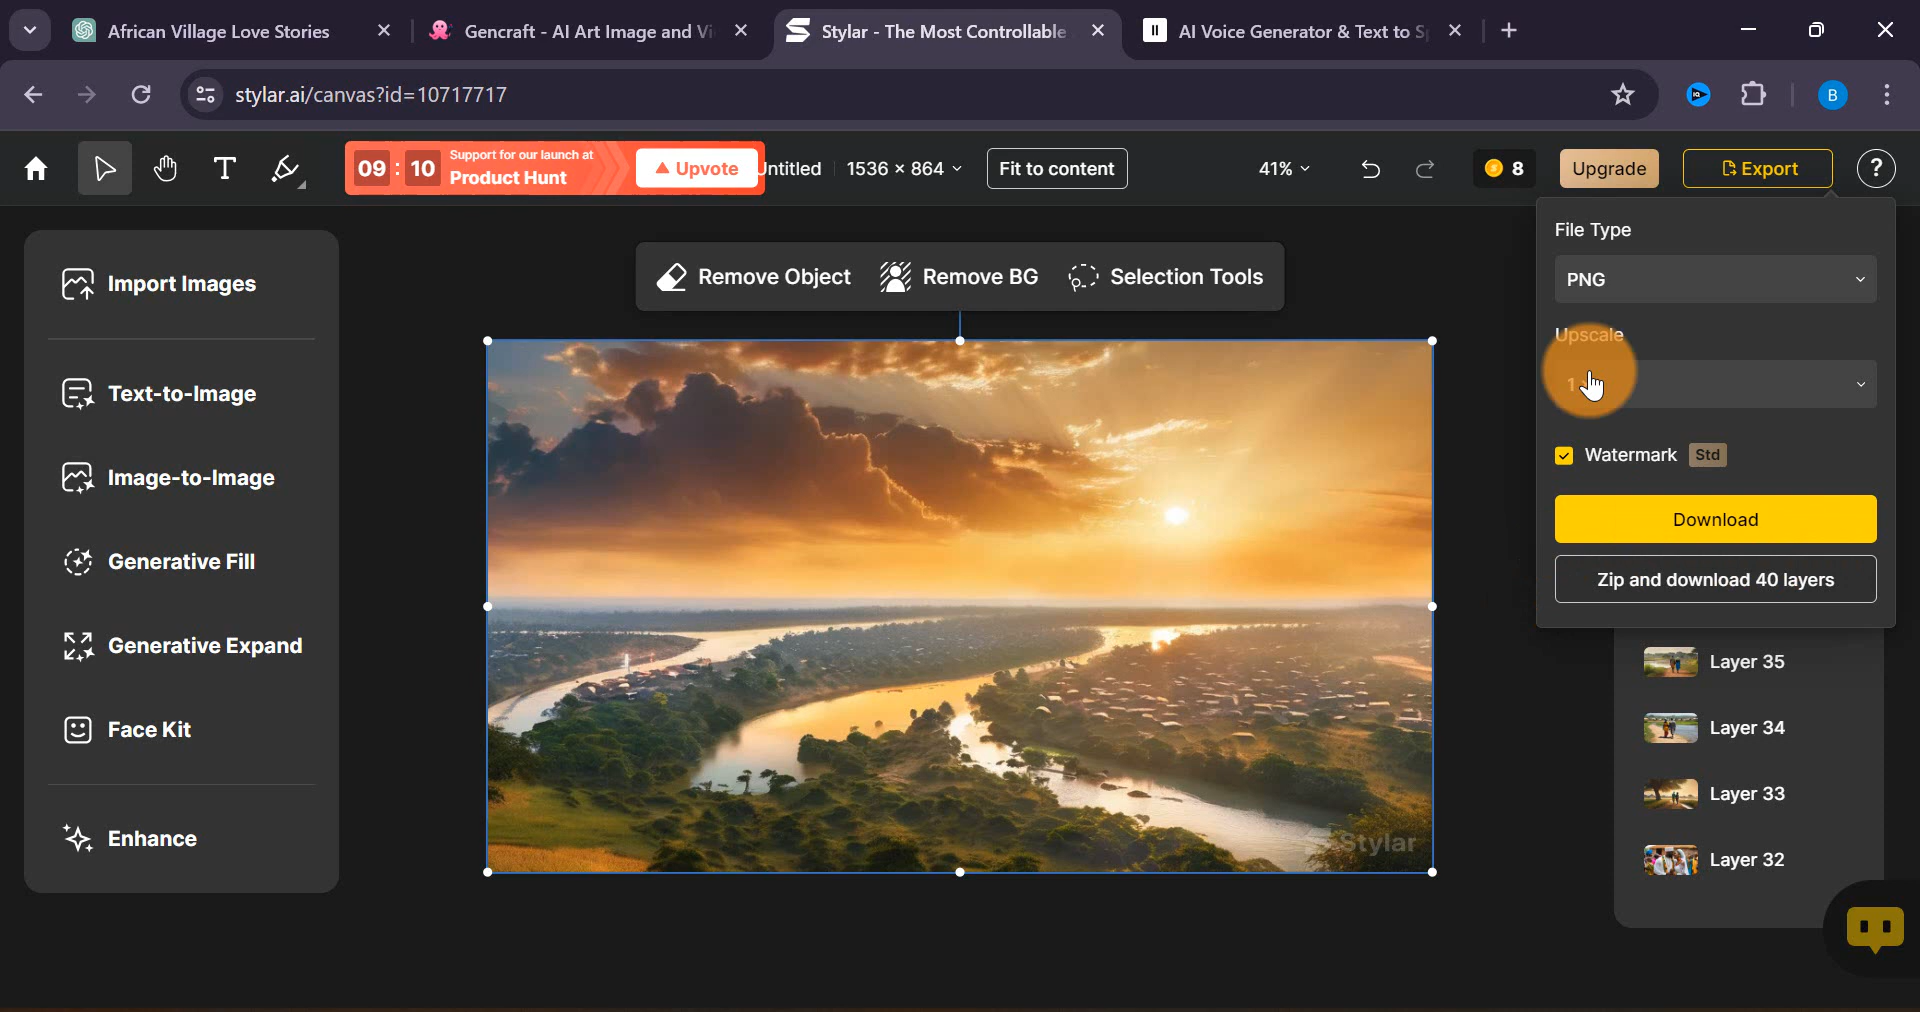 African Village Love Stories
Gencraft - AI Art Image and Vi
Stylar - The Most Controllable
AI Voice Generator & Text to Sp
stylar.ai/canvas?id=10717717
B
09 : 10
Support for our launch at
Product Hunt
Upvote
Untitled
1536 × 864
Fit to content
41%
8
Upgrade
Export
?
File Type
PNG
Upscale
1
Watermark Std
Download
Zip and download 40 layers
Import Images
Text-to-Image
Image-to-Image
Generative Fill
Generative Expand
Face Kit
Enhance
Remove Object
Remove BG
Selection Tools
Stylar
Layer 35
Layer 34
Layer 33
Layer 32